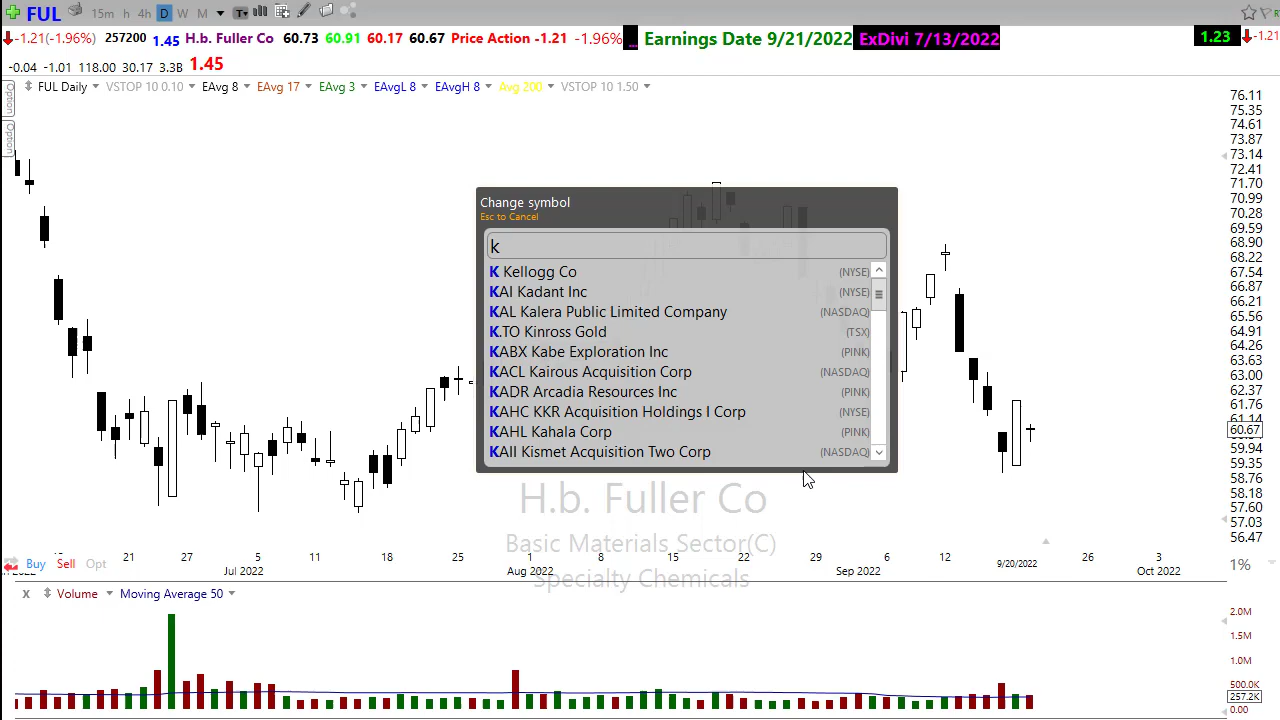 FUL 15m h 4h D W M T
-1.21(-1.96%) 257200 1.45 H.b. Fuller Co 60.73 60.91 60.17 60.67 Price Action -1.21 -1.96% ... Earnings Date 9/21/2022 ExDivi 7/13/2022 1.23 -1.21
-0.04 -1.01 118.00 30.17 3.3B 1.45
Option
Option
FUL Daily VSTOP 10 0.10 EAvg 8 EAvg 17 EAvg 3 EAvgL 8 EAvgH 8 Avg 200 VSTOP 10 1.50
76.11
75.35
74.61
73.87
73.14
72.41
71.70
70.99
70.28
69.59
68.90
68.22
67.54
66.87
66.21
65.56
64.91
64.26
63.63
63.00
62.37
61.76
61.14
60.67
59.94
59.35
58.76
58.18
57.60
57.03
56.47
Change symbol
Esc to Cancel
k
K Kellogg Co (NYSE)
KAI Kadant Inc (NYSE)
KAL Kalera Public Limited Company (NASDAQ)
K.TO Kinross Gold (TSX)
KABX Kabe Exploration Inc (PINK)
KACL Kairous Acquisition Corp (NASDAQ)
KADR Arcadia Resources Inc (PINK)
KAHC KKR Acquisition Holdings I Corp (NYSE)
KAHL Kahala Corp (PINK)
KAII Kismet Acquisition Two Corp (NASDAQ)
H.b. Fuller Co
Basic Materials Sector(C)
Specialty Chemicals
21 27 5 11 18 25 1 8 15 22 29 6 12 9/20/2022 26 3
Buy Sell Opt 1%
Jul 2022 Aug 2022 Sep 2022 Oct 2022
X Volume Moving Average 50
2.0M
1.5M
1.0M
500.0K
257.2K
0.00